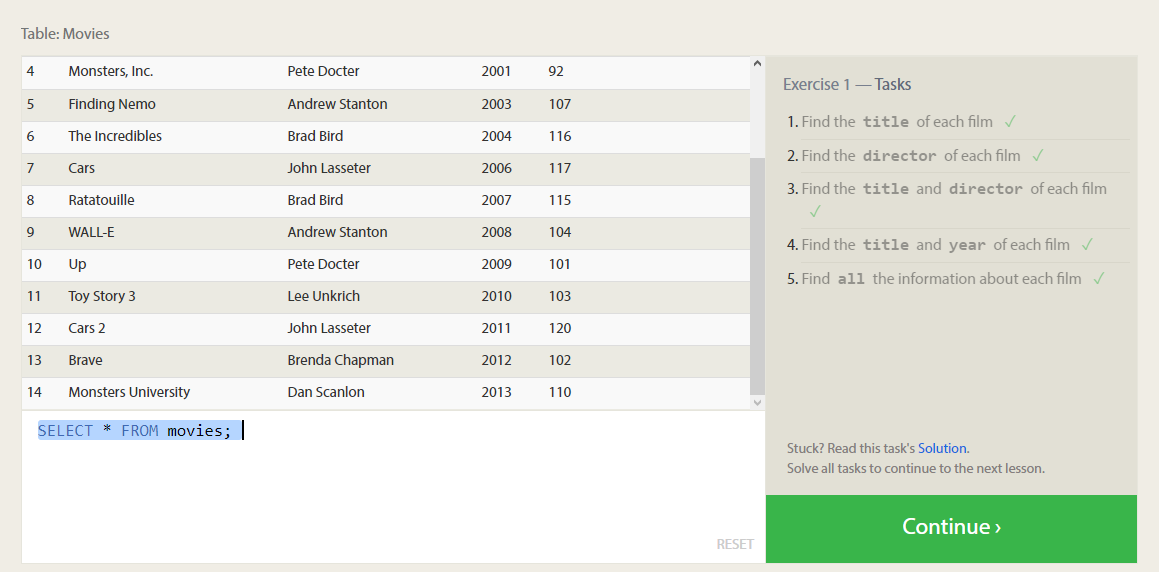 Table: Movies
4 Monsters, Inc. Pete Docter 2001 92
5 Finding Nemo Andrew Stanton 2003 107
6 The Incredibles Brad Bird 2004 116
7 Cars John Lasseter 2006 117
8 Ratatouille Brad Bird 2007 115
9 WALL-E Andrew Stanton 2008 104
10 Up Pete Docter 2009 101
11 Toy Story 3 Lee Unkrich 2010 103
12 Cars 2 John Lasseter 2011 120
13 Brave Brenda Chapman 2012 102
14 Monsters University Dan Scanlon 2013 110
SELECT * FROM movies;
RESET
Exercise 1 — Tasks
1. Find the title of each film ✓
2. Find the director of each film ✓
3. Find the title and director of each film
✓
4. Find the title and year of each film ✓
5. Find all the information about each film ✓
Stuck? Read this task's Solution.
Solve all tasks to continue to the next lesson.
Continue ›